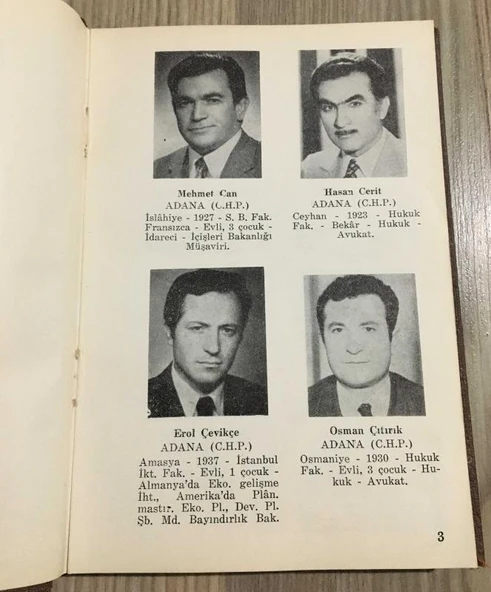 Mehmet Can
ADANA (C.H.P.)
İslâhiye - 1927 - S. B. Fak.
Fransızca - Evli, 3 çocuk -
İdareci - İçişleri Bakanlığı
Müşaviri.
Hasan Cerit
ADANA (C.H.P.)
Ceyhan - 1923 - Hukuk
Fak. - Bekâr - Hukuk -
Avukat.
Erol Çevikçe
ADANA (C.H.P.)
Amasya - 1937 - İstanbul
İkt. Fak. - Evli, 1 çocuk -
Almanya'da Eko. gelişme
İht., Amerika'da Plân.
mastır. Eko. Pl., Dev. Pl.
Şb. Md. Bayındırlık Bak.
Osman Çıtırık
ADANA (C.H.P.)
Osmaniye - 1930 - Hukuk
Fak. - Evli, 3 çocuk - Hu-
kuk - Avukat.
3